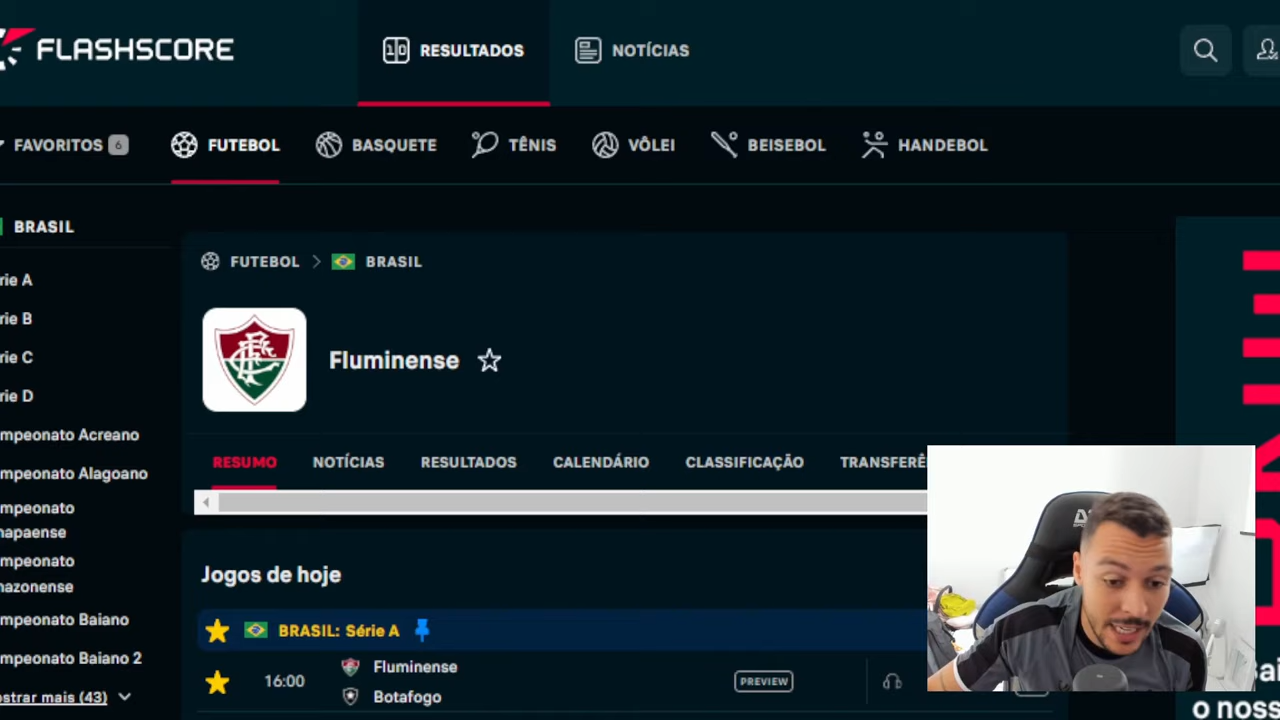 FLASHSCORE
RESULTADOS
NOTÍCIAS
FAVORITOS 6
FUTEBOL
BASQUETE
TÊNIS
VÔLEI
BEISEBOL
HANDEBOL
BRASIL
rie A
rie B
rie C
rie D
mpeonato Acreano
mpeonato Alagoano
mpeonato
napaense
mpeonato
nazonense
mpeonato Baiano
mpeonato Baiano 2
ostrar mais (43)
FUTEBOL > BRASIL
Fluminense
RESUMO
NOTÍCIAS
RESULTADOS
CALENDÁRIO
CLASSIFICAÇÃO
TRANSFERÊ
Jogos de hoje
BRASIL: Série A
16:00
Fluminense
Botafogo
PREVIEW
o noss